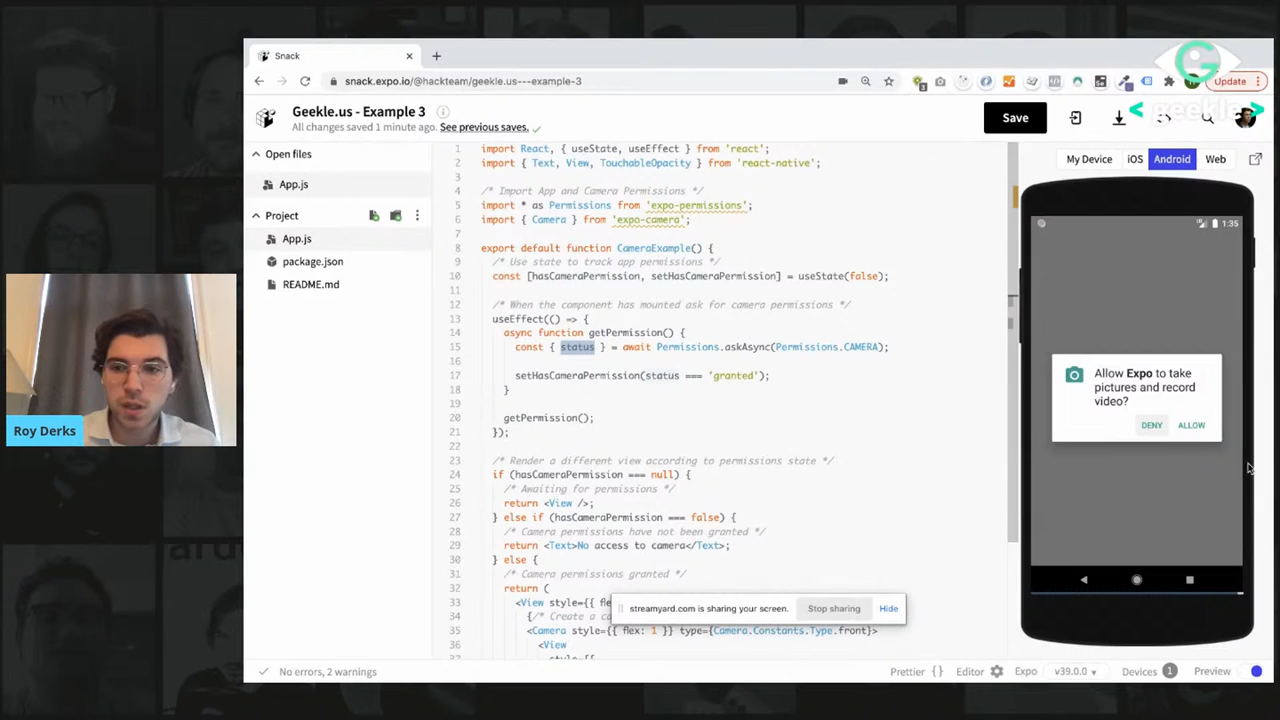 Snack
snack.expo.io/@hackteam/geekle.us---example-3
Update
G
< geekle >
Geekle.us - Example 3
All changes saved 1 minute ago. See previous saves.
Save
Open files
App.js
Project
App.js
package.json
README.md
1 import React, { useState, useEffect } from 'react';
2 import { Text, View, TouchableOpacity } from 'react-native';
3
4 /* Import App and Camera Permissions */
5 import * as Permissions from 'expo-permissions';
6 import { Camera } from 'expo-camera';
7
8 export default function CameraExample() {
9 /* Use state to track app permissions */
10 const [hasCameraPermission, setHasCameraPermission] = useState(false);
11
12 /* When the component has mounted ask for camera permissions */
13 useEffect(() => {
14 async function getPermission() {
15 const { status } = await Permissions.askAsync(Permissions.CAMERA);
16
17 setHasCameraPermission(status === 'granted');
18 }
19
20 getPermission();
21 });
22
23 /* Render a different view according to permissions state */
24 if (hasCameraPermission === null) {
25 /* Awaiting for permissions */
26 return <View />;
27 } else if (hasCameraPermission === false) {
28 /* Camera permissions have not been granted */
29 return <Text>No access to camera</Text>;
30 } else {
31 /* Camera permissions granted */
32 return (
33 <View style={{ fle
34 {/* Create a ca
35 <Camera style={{ flex: 1 }} type={Camera.Constants.Type.front}>
36 <View
37 style={{
streamyard.com is sharing your screen.
Stop sharing
Hide
My Device
iOS
Android
Web
1:35
Allow Expo to take
pictures and record
video?
DENY
ALLOW
Roy Derks
No errors, 2 warnings
Prettier {}
Editor
Expo
v39.0.0
Devices 1
Preview